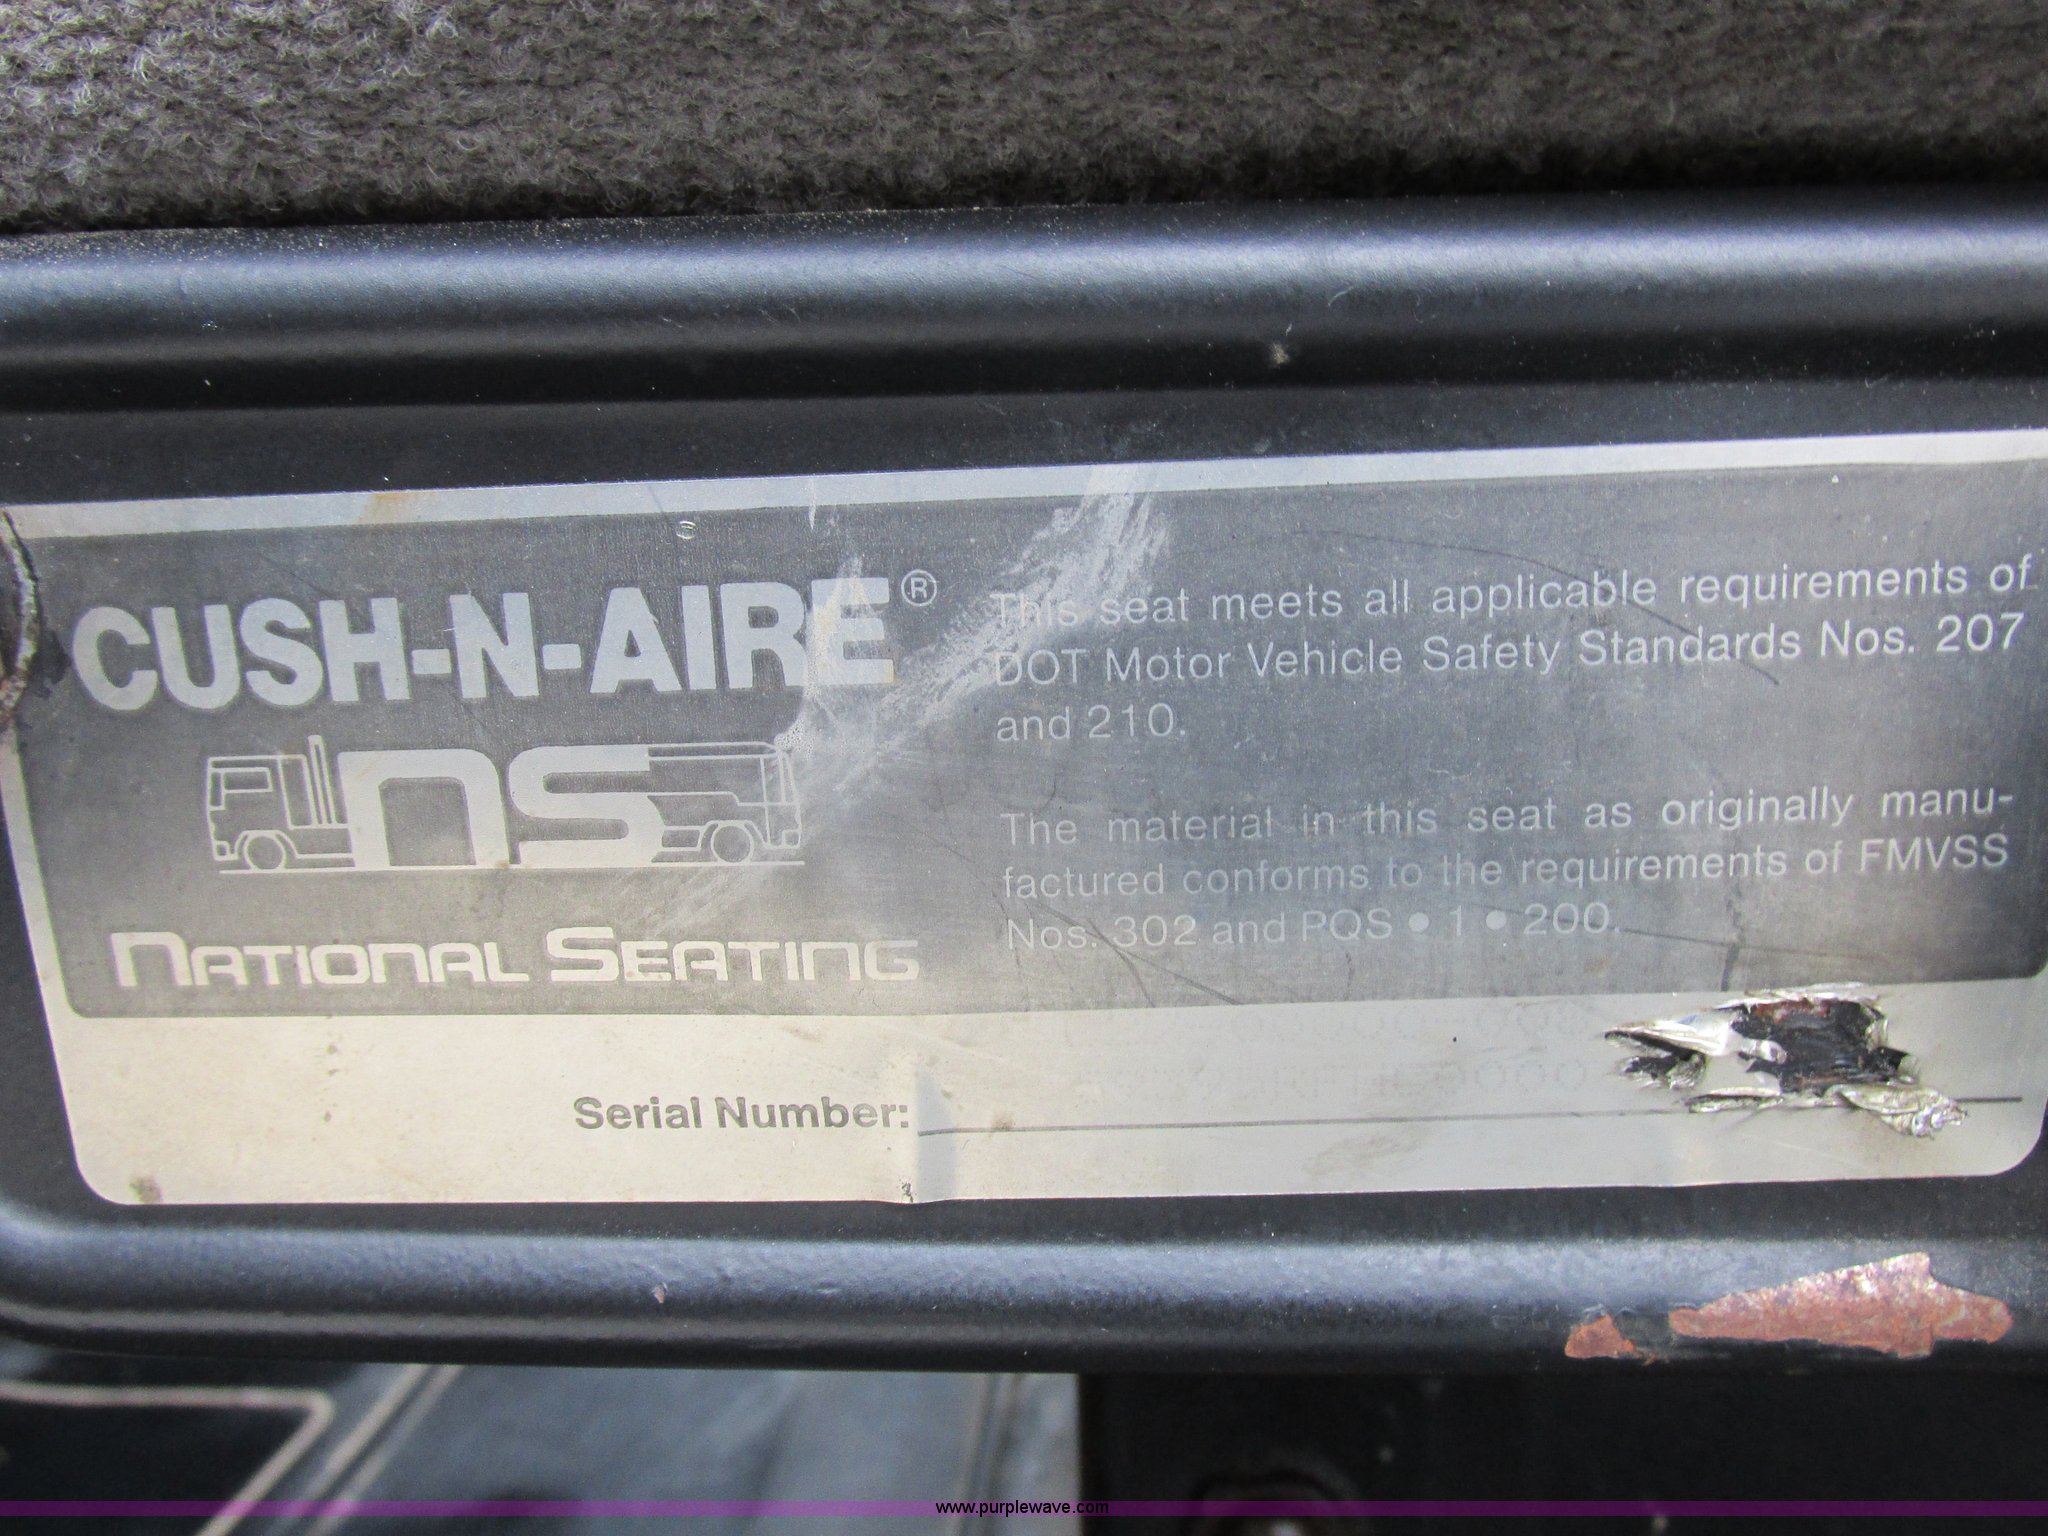 CUSH-N-AIRE®
ns
NATIONAL SEATING
This seat meets all applicable requirements of
DOT Motor Vehicle Safety Standards Nos. 207
and 210.
The material in this seat as originally manu-
factured conforms to the requirements of FMVSS
Nos. 302 and PQS • 1 • 200.
Serial Number:
www.purplewave.com